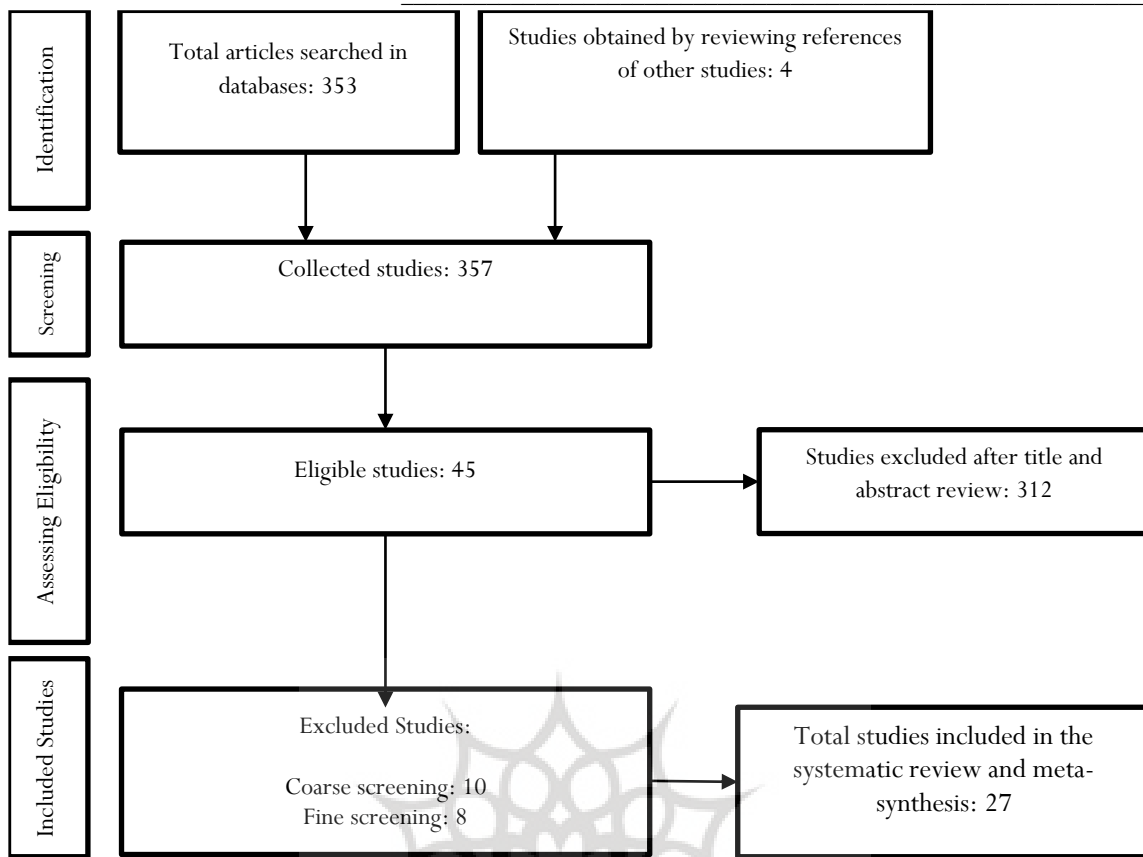 Identification
Total articles searched in
databases: 353
Studies obtained by reviewing references
of other studies: 4
Screening
Collected studies: 357
Assessing Eligibility
Eligible studies: 45
Studies excluded after title and
abstract review: 312
Included Studies
Excluded Studies:
Coarse screening: 10
Fine screening: 8
Total studies included in the
systematic review and meta-
synthesis: 27